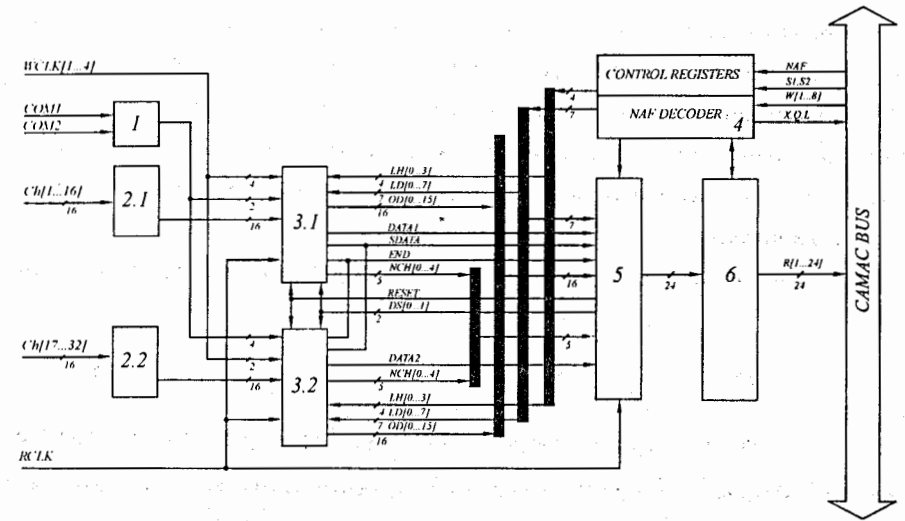 WCLK[1...4]
COM1
COM2
1
Ch[1...16]
16
2.1
4
2
16
3.1
LH[0...3]
4
LD[0...7]
7
OD[0...15]
16
DATA1
SDATA
END
NCH[0...4]
5
RESET
DS[0...1]
2
Ch[17...32]
16
2.2
4
2
16
3.2
DATA2
NCH[0...4]
5
LH[0...3]
4
LD[0...7]
7
OD[0...15]
16
RCLK
4
7
CONTROL REGISTERS
NAF DECODER
4
NAF
S1,S2
W[1...8]
X,Q,L
7
16
5
5
24
6.
R[1...24]
24
CAMAC BUS